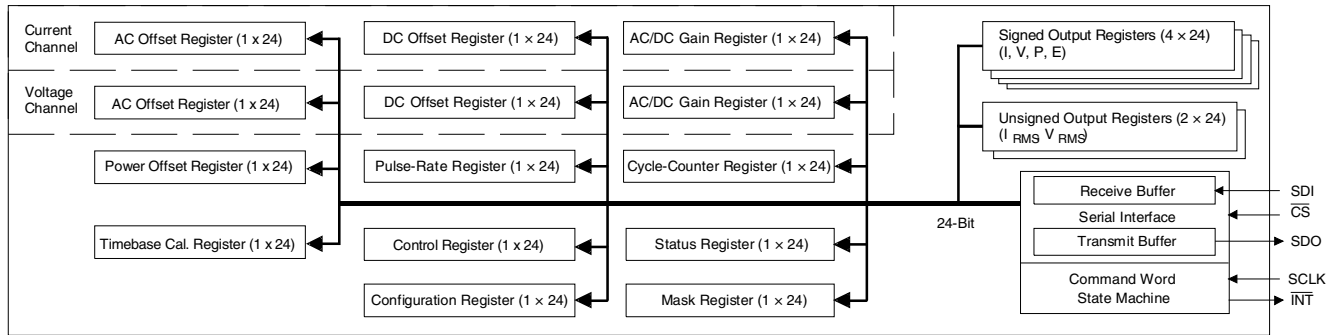 Current
Channel
AC Offset Register (1 x 24)
DC Offset Register (1 × 24)
AC/DC Gain Register (1 × 24)
Signed Output Registers (4 × 24)
(I, V, P, E)
Voltage
Channel
AC Offset Register (1 x 24)
DC Offset Register (1 × 24)
AC/DC Gain Register (1 × 24)
Unsigned Output Registers (2 × 24)
(I RMS, V RMS)
Power Offset Register (1 x 24)
Pulse-Rate Register (1 × 24)
Cycle-Counter Register (1 × 24)
Receive Buffer
SDI
24-Bit
Serial Interface
CS
Timebase Cal. Register (1 x 24)
Control Register (1 x 24)
Status Register (1 × 24)
Transmit Buffer
SDO
Configuration Register (1 × 24)
Mask Register (1 × 24)
Command Word
State Machine
SCLK
INT